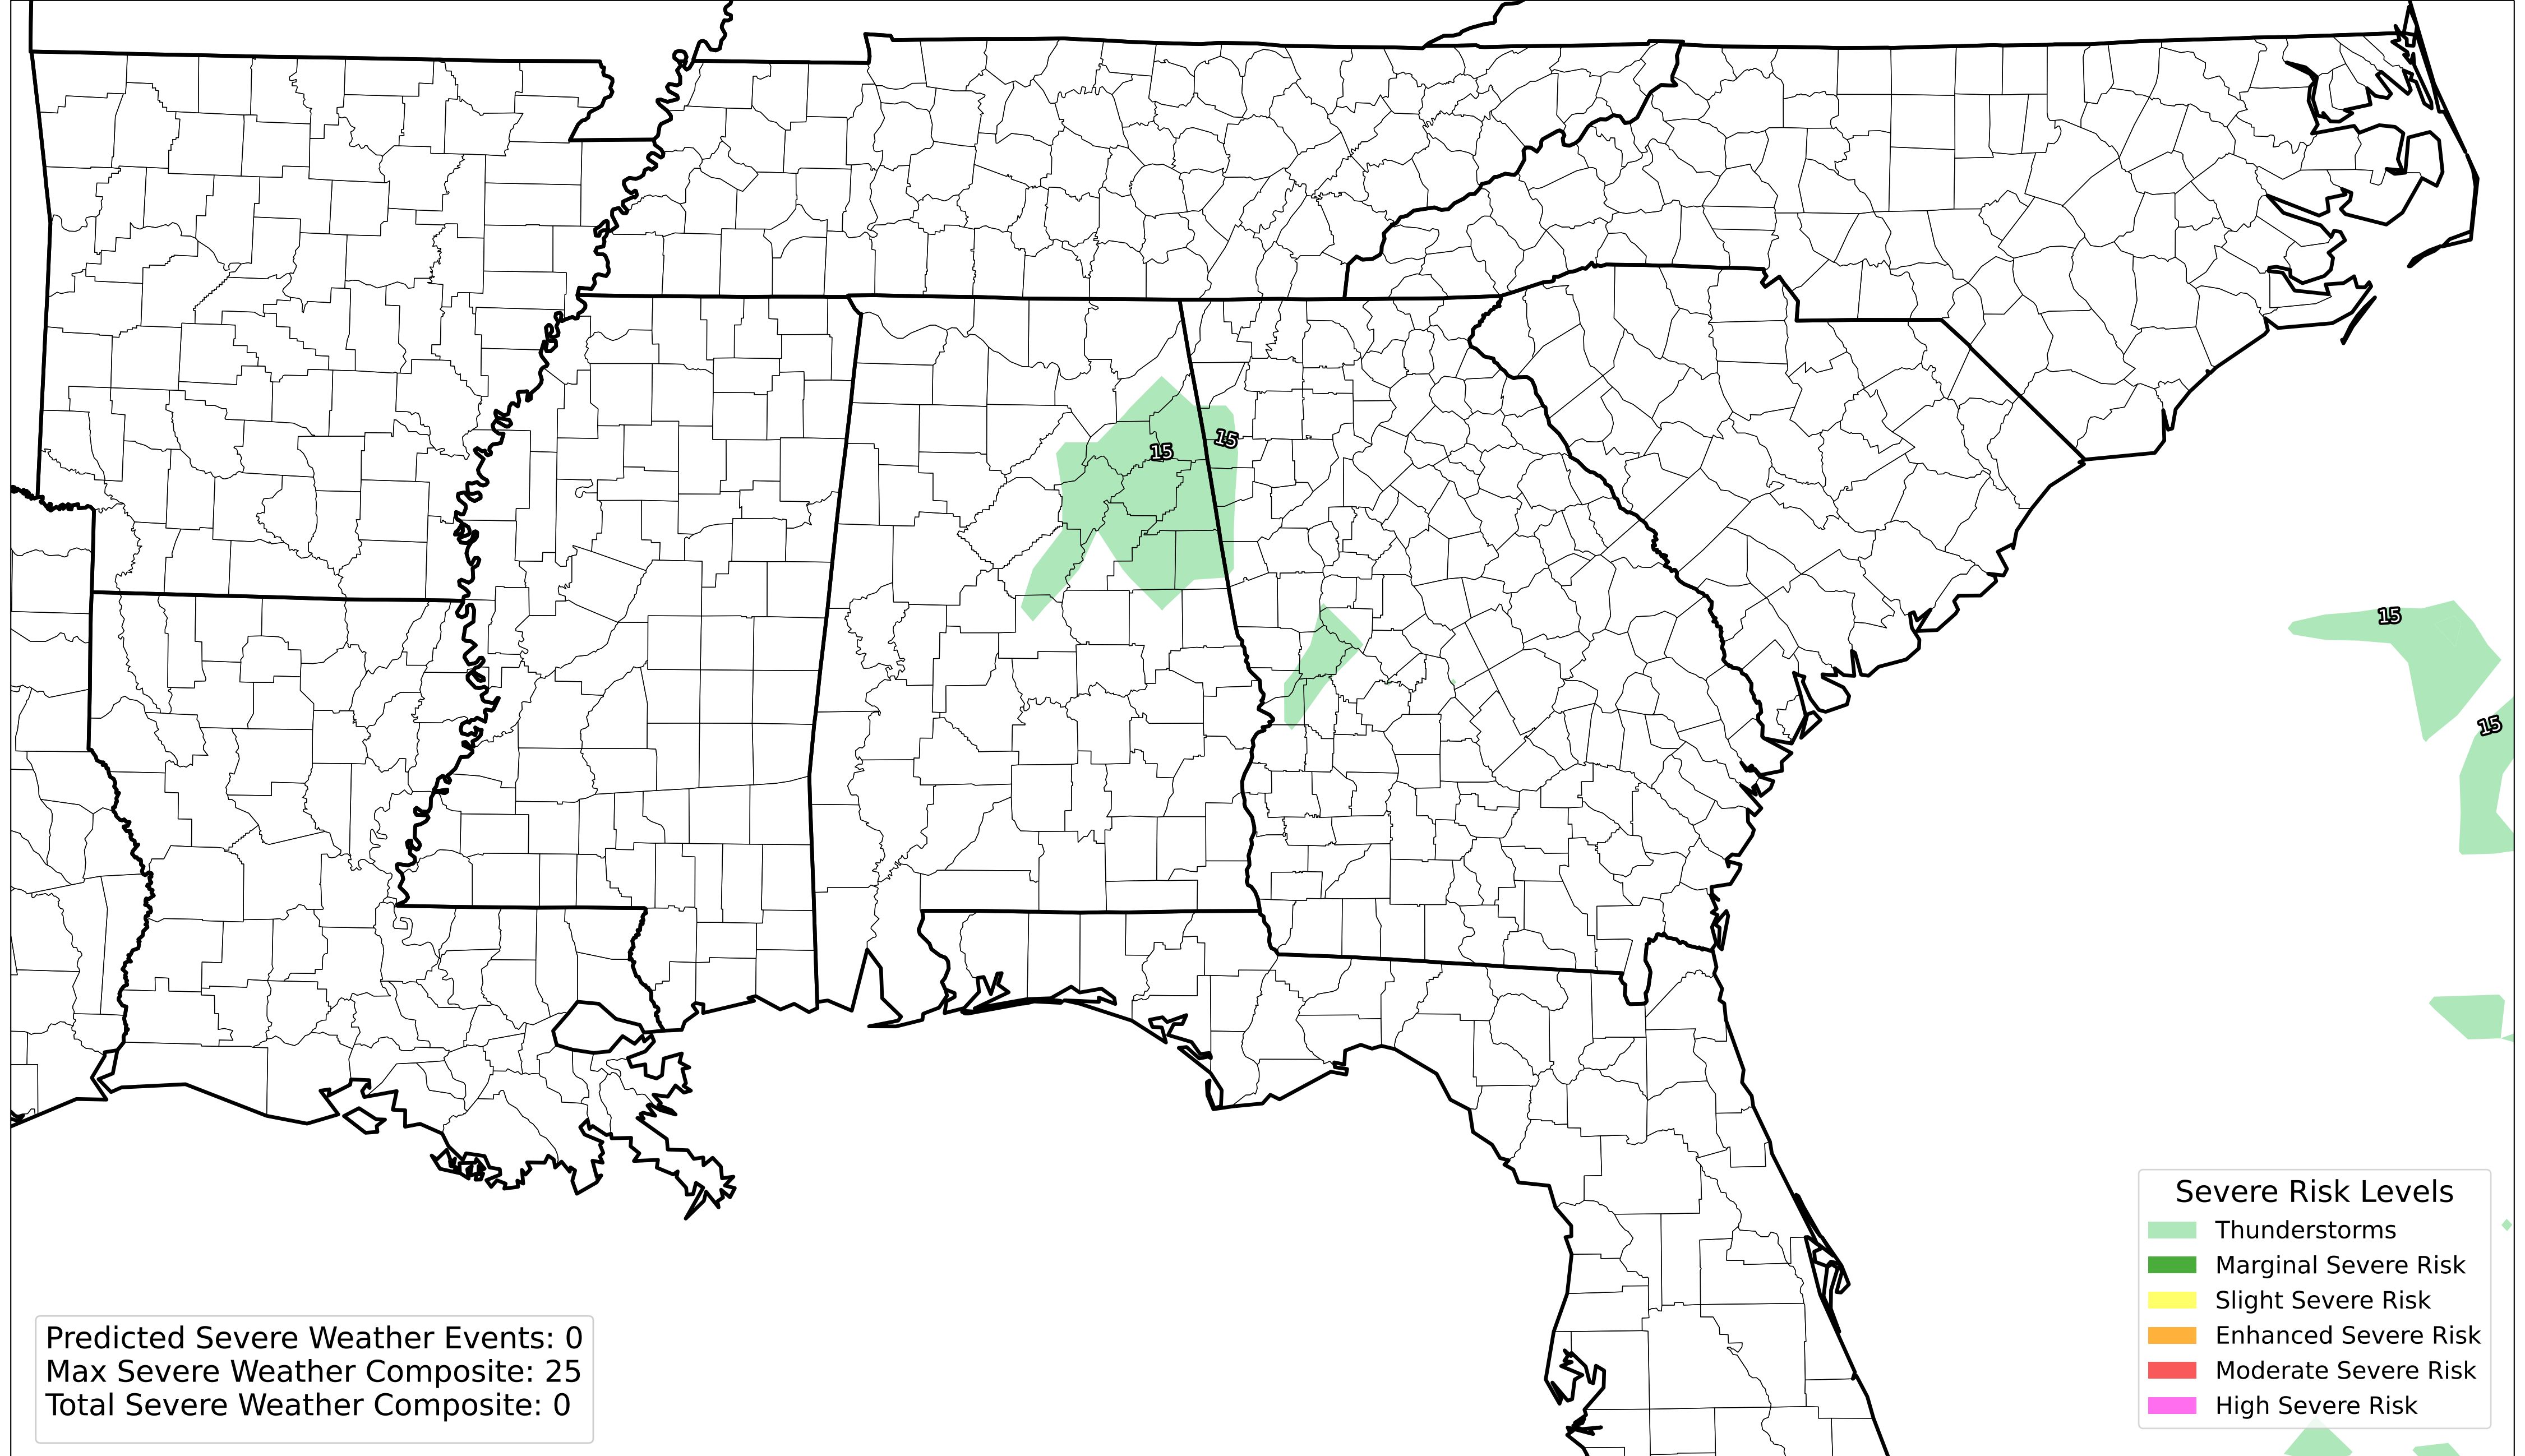 15
15
15
15
Severe Risk Levels
Thunderstorms
Marginal Severe Risk
Slight Severe Risk
Enhanced Severe Risk
Moderate Severe Risk
High Severe Risk
Predicted Severe Weather Events: 0
Max Severe Weather Composite: 25
Total Severe Weather Composite: 0